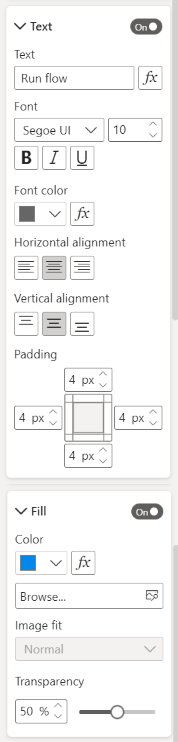 Text On
Text
Run flow fx
Font
Segoe UI 10
B I U
Font color
fx
Horizontal alignment
Vertical alignment
Padding
4 px
4 px 4 px
4 px
Fill On
Color
fx
Browse...
Image fit
Normal
Transparency
50 %